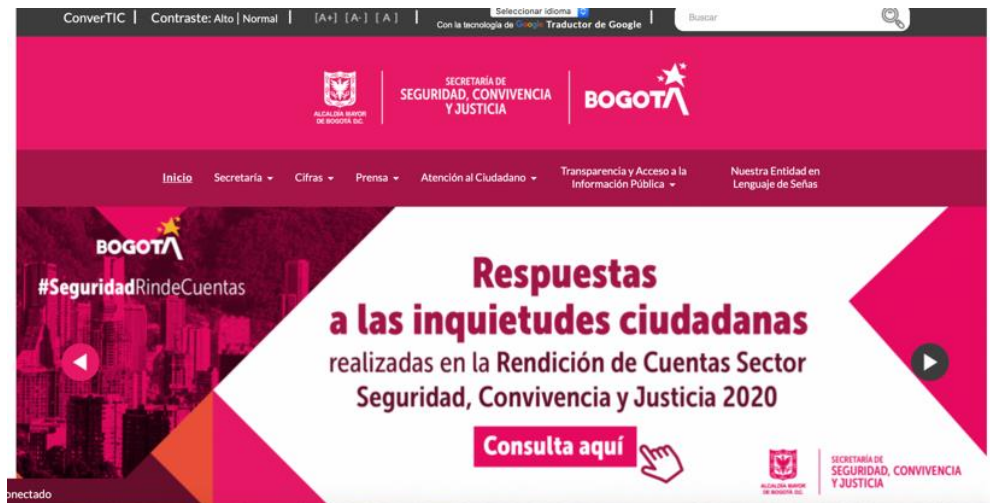 ConverTIC | Contraste: Alto | Normal | [A+] [A-] [A] |
Seleccionar idioma
Con la tecnología de Google Traductor de Google |
Buscar
ALCALDÍA MAYOR
DE BOGOTÁ D.C.
SECRETARÍA DE
SEGURIDAD, CONVIVENCIA
Y JUSTICIA
BOGOTÁ
Inicio Secretaría Cifras Prensa Atención al Ciudadano
Transparencia y Acceso a la
Información Pública
Nuestra Entidad en
Lenguaje de Señas
BOGOTÁ
#SeguridadRindeCuentas
Respuestas
a las inquietudes ciudadanas
realizadas en la Rendición de Cuentas Sector
Seguridad, Convivencia y Justicia 2020
Consulta aquí
ALCALDÍA MAYOR
DE BOGOTÁ D.C.
SECRETARÍA DE
SEGURIDAD, CONVIVENCIA
Y JUSTICIA
onectado